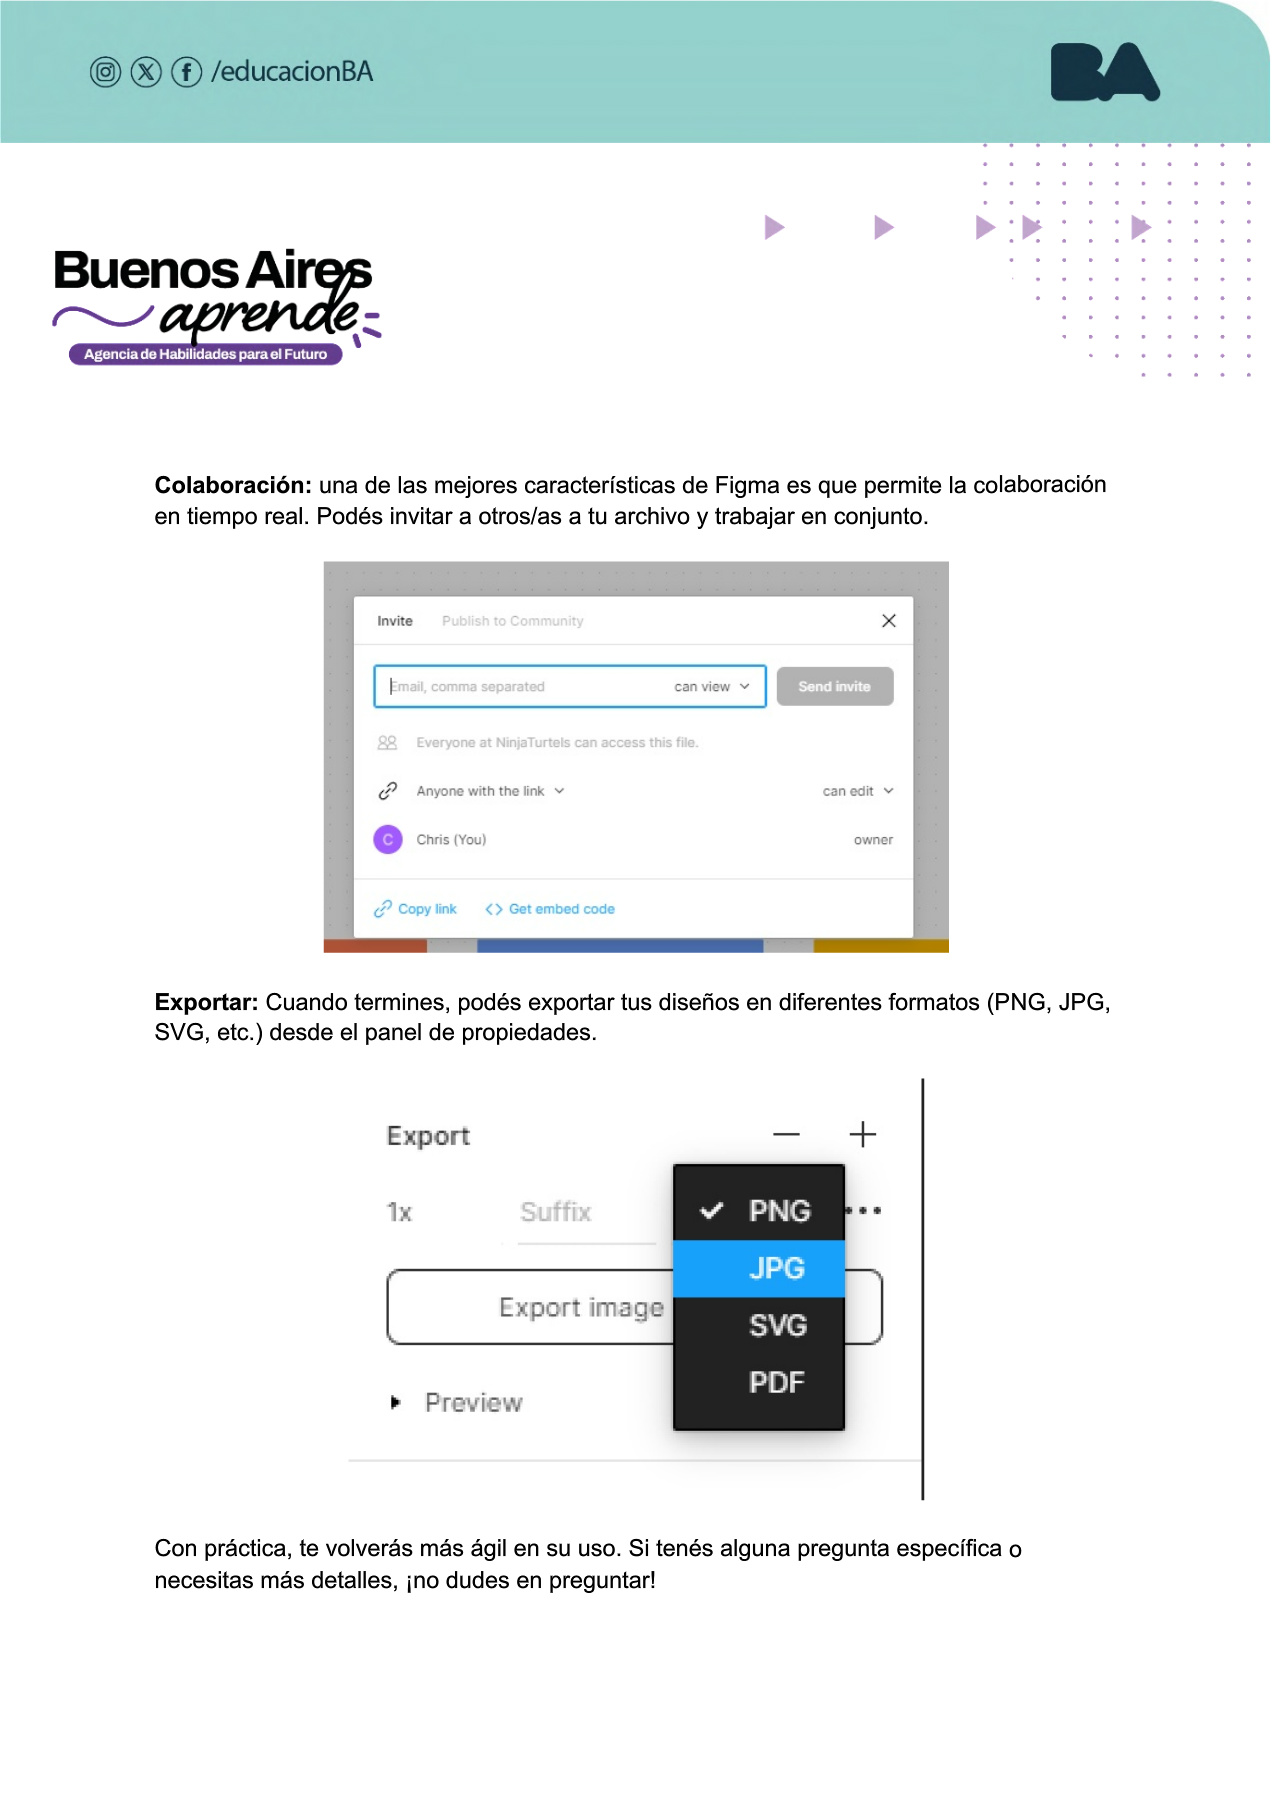 /educacionBA
BA
Buenos Aires
aprende
Agencia de Habilidades para el Futuro
Colaboración: una de las mejores características de Figma es que permite la colaboración
en tiempo real. Podés invitar a otros/as a tu archivo y trabajar en conjunto.
Invite Publish to Community
Email, comma separated can view Send invite
Everyone at NinjaTurtels can access this file.
Anyone with the link can edit
C Chris (You) owner
Copy link <> Get embed code
Exportar: Cuando termines, podés exportar tus diseños en diferentes formatos (PNG, JPG,
SVG, etc.) desde el panel de propiedades.
Export
1x Suffix PNG
JPG
Export image
SVG
PDF
Preview
Con práctica, te volverás más ágil en su uso. Si tenés alguna pregunta específica o
necesitas más detalles, ¡no dudes en preguntar!